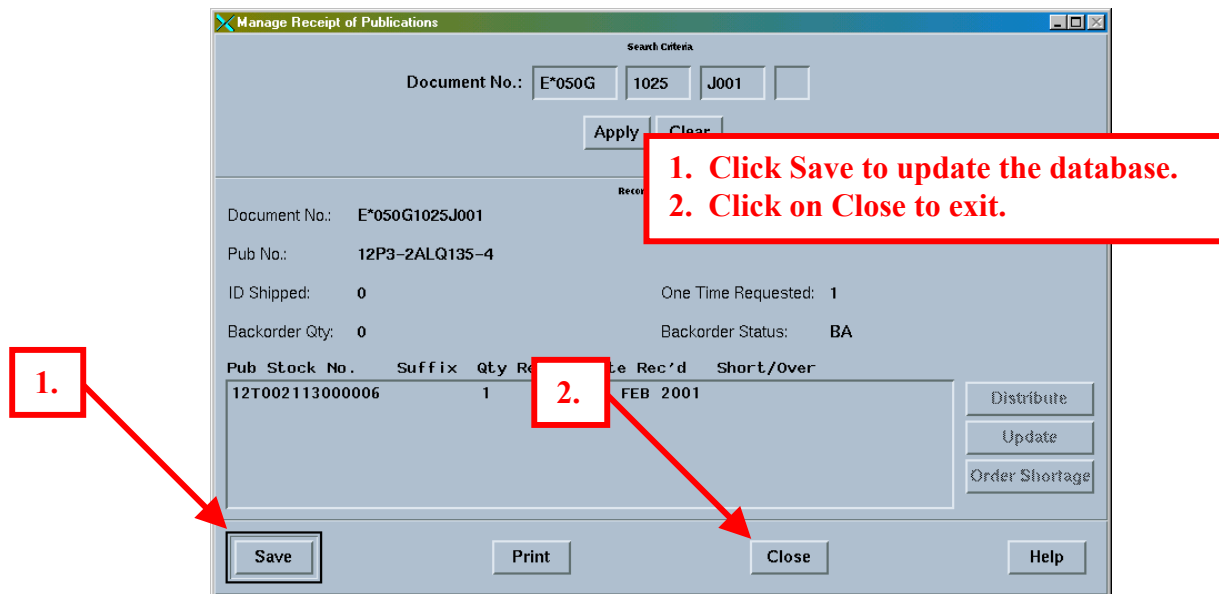 Manage Receipt of Publications
Search Criteria
Document No.: E*050G 1025 J001
Apply Clear
1. Click Save to update the database.
2. Click on Close to exit.
Document No.: E*050G1025J001
Pub No.: 12P3-2ALQ135-4
ID Shipped: 0 One Time Requested: 1
Backorder Qty: 0 Backorder Status: BA
Pub Stock No. Suffix Qty Rec'd Short/Over
12T002113000006 1 FEB 2001
1.
2.
Distribute
Update
Order Shortage
Save Print Close Help